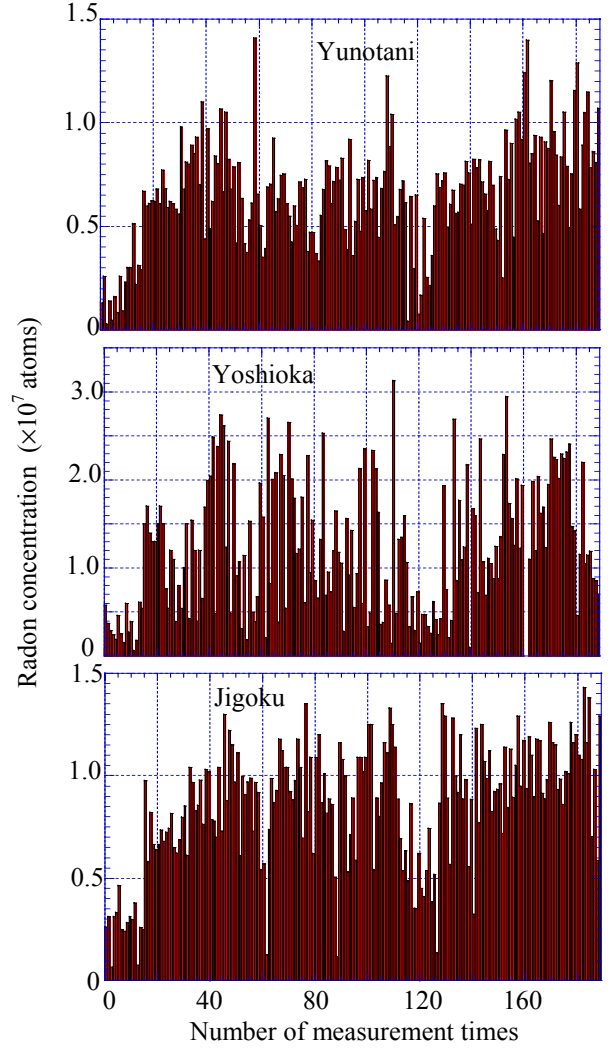 1.5
Yunotani
1.0
0.5
0
Radon concentration (×10⁷ atoms)
Yoshioka
3.0
2.0
1.0
0
1.5
Jigoku
1.0
0.5
0
0 40 80 120 160
Number of measurement times